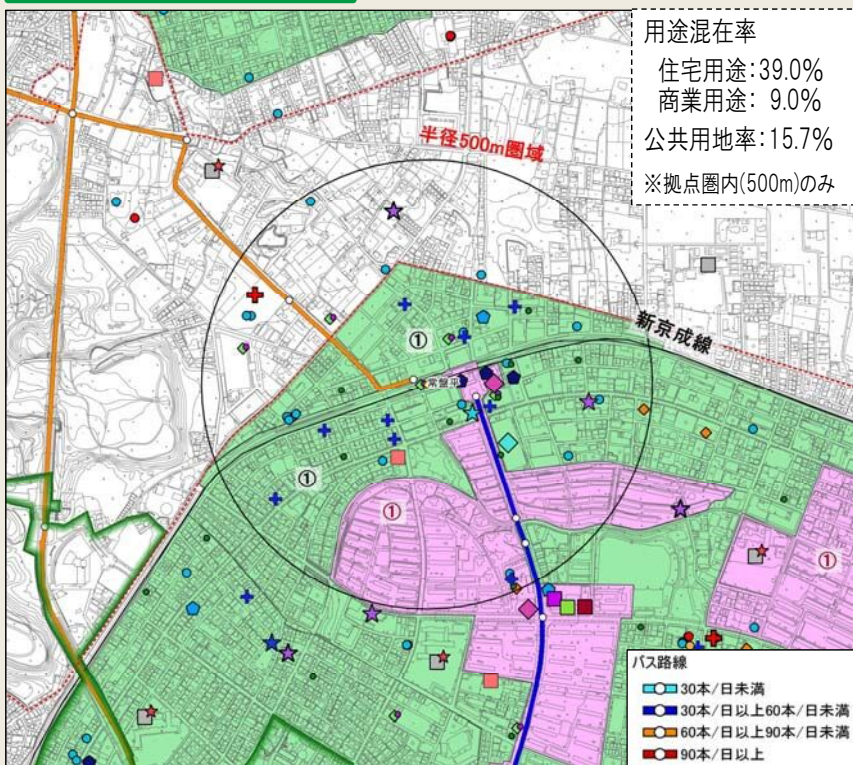 用途混在率
住宅用途：39.0%
商業用途： 9.0%
公共用地率：15.7%
※拠点圏内(500m)のみ
半径500m圏域
新京成線
①
常盤平
①
①
①
バス路線
30本/日未満
30本/日以上60本/日未満
60本/日以上90本/日未満
90本/日以上